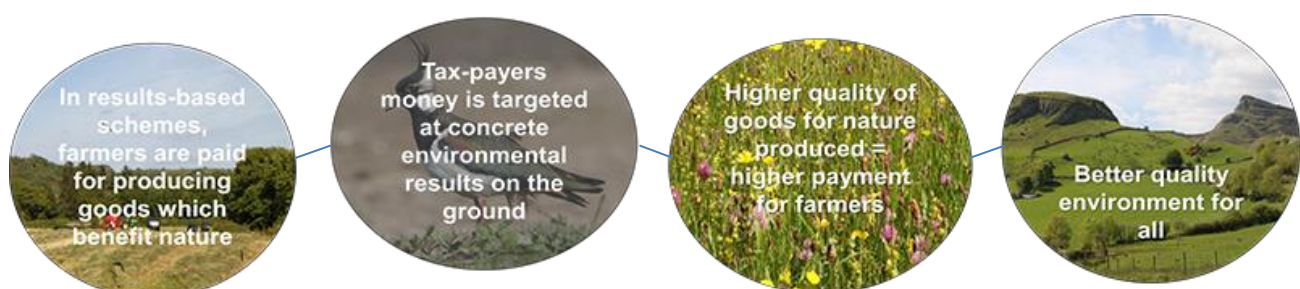 In results-based
schemes,
farmers are paid
for producing
goods which
benefit nature
Tax-payers
money is targeted
at concrete
environmental
results on the
ground
Higher quality of
goods for nature
produced =
higher payment
for farmers
Better quality
environment for
all